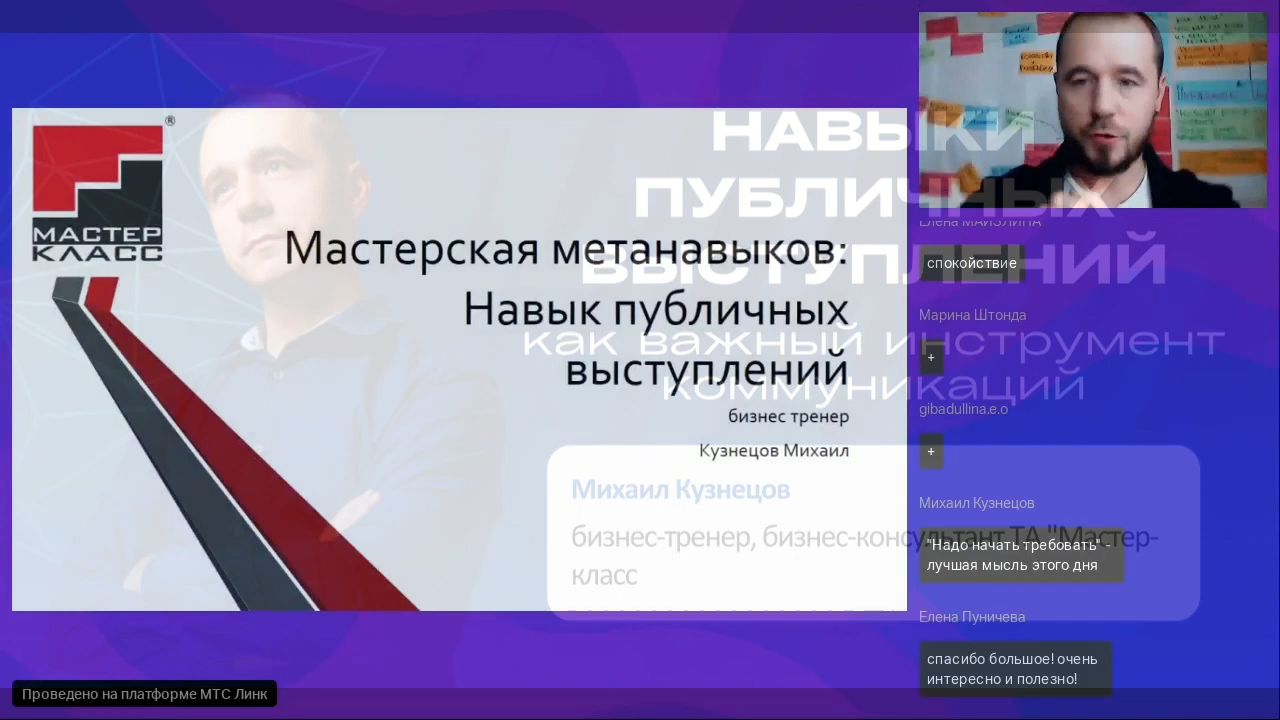 МАСТЕР
КЛАСС
®
Мастерская метанавыков:
Навык публичных
выступлений
бизнес тренер
Кузнецов Михаил
НАВЫКИ
ПУБЛИЧНЫХ
ВЫСТУПЛЕНИЙ
как важный инструмент
коммуникаций
Михаил Кузнецов
бизнес-тренер, бизнес-консультант ТА "Мастер-
класс
Елена МАЙЗЛИНА
спокойствие
Марина Штонда
+
gibadullina.e.o
+
Михаил Кузнецов
"Надо начать требовать" -
лучшая мысль этого дня
Елена Пуничева
спасибо большое! очень
интересно и полезно!
Проведено на платформе МТС Линк